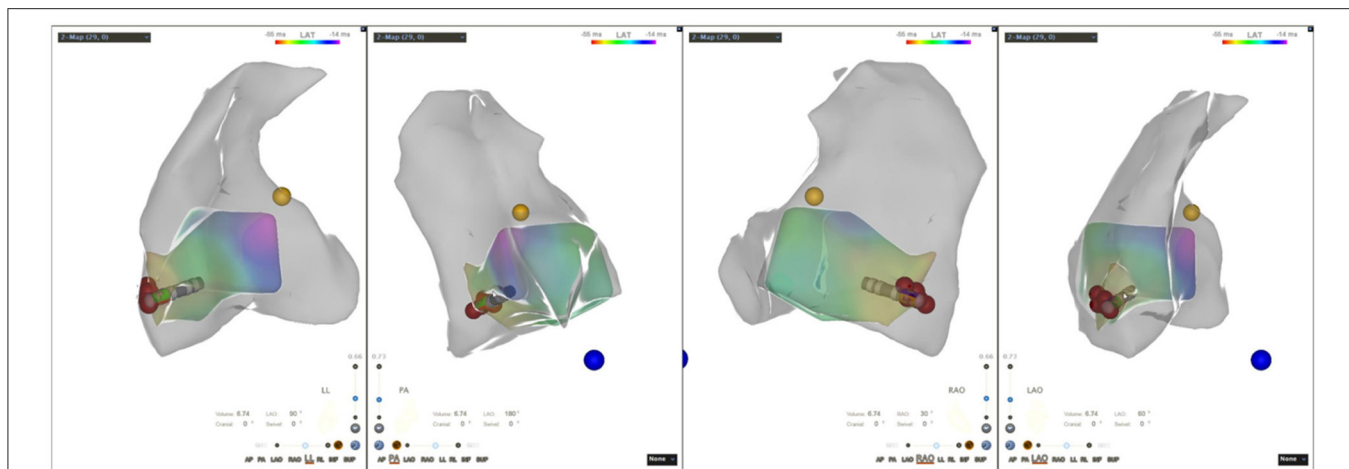 2-Map (29, 0)
-55 ms LAT -14 ms
2-Map (29, 0)
-55 ms LAT -14 ms
2-Map (29, 0)
-55 ms LAT -14 ms
2-Map (29, 0)
-55 ms LAT -14 ms
0.66
LL
Volume: 6.74 LAO: 90°
Cranial: 0° Swivel: 0°
AP PA LAO RAO LL RL INF SUP
0.73
PA
Volume: 6.74 LAO: 180°
Cranial: 0° Swivel: 0°
AP PA LAO RAO LL RL INF SUP
None
0.66
RAO
Volume: 6.74 RAO: 30°
Cranial: 0° Swivel: 0°
AP PA LAO RAO LL RL INF SUP
0.73
LAO
Volume: 6.74 LAO: 60°
Cranial: 0° Swivel: 0°
AP PA LAO RAO LL RL INF SUP
None